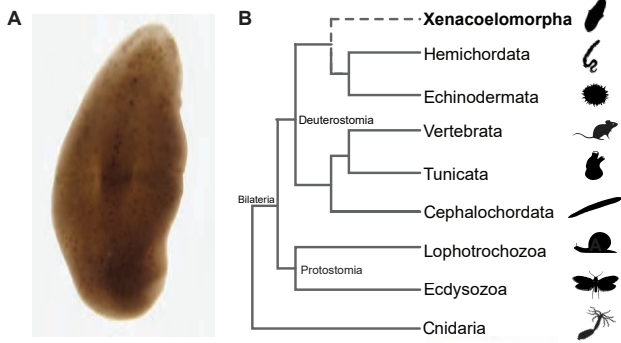 A
B
Xenacoelomorpha
Hemichordata
Echinodermata
Deuterostomia
Vertebrata
Tunicata
Bilateria
Cephalochordata
Lophotrochozoa
Protostomia
Ecdysozoa
Cnidaria